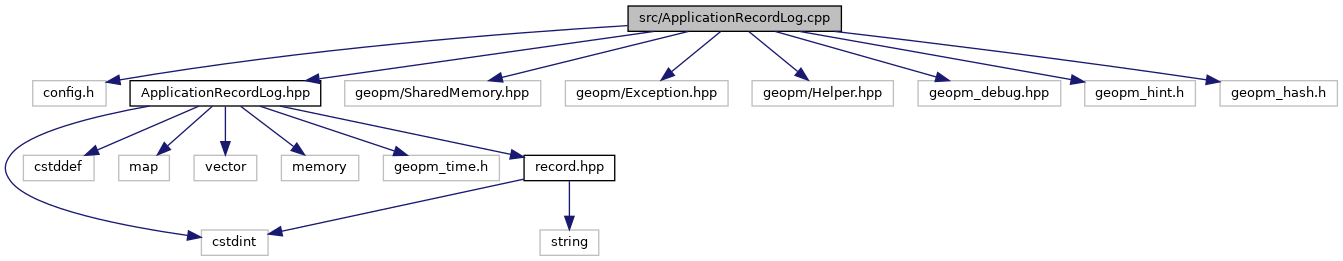 src/ApplicationRecordLog.cpp
config.h
ApplicationRecordLog.hpp
geopm/SharedMemory.hpp
geopm/Exception.hpp
geopm/Helper.hpp
geopm_debug.hpp
geopm_hint.h
geopm_hash.h
cstddef
map
vector
memory
geopm_time.h
record.hpp
cstdint
string